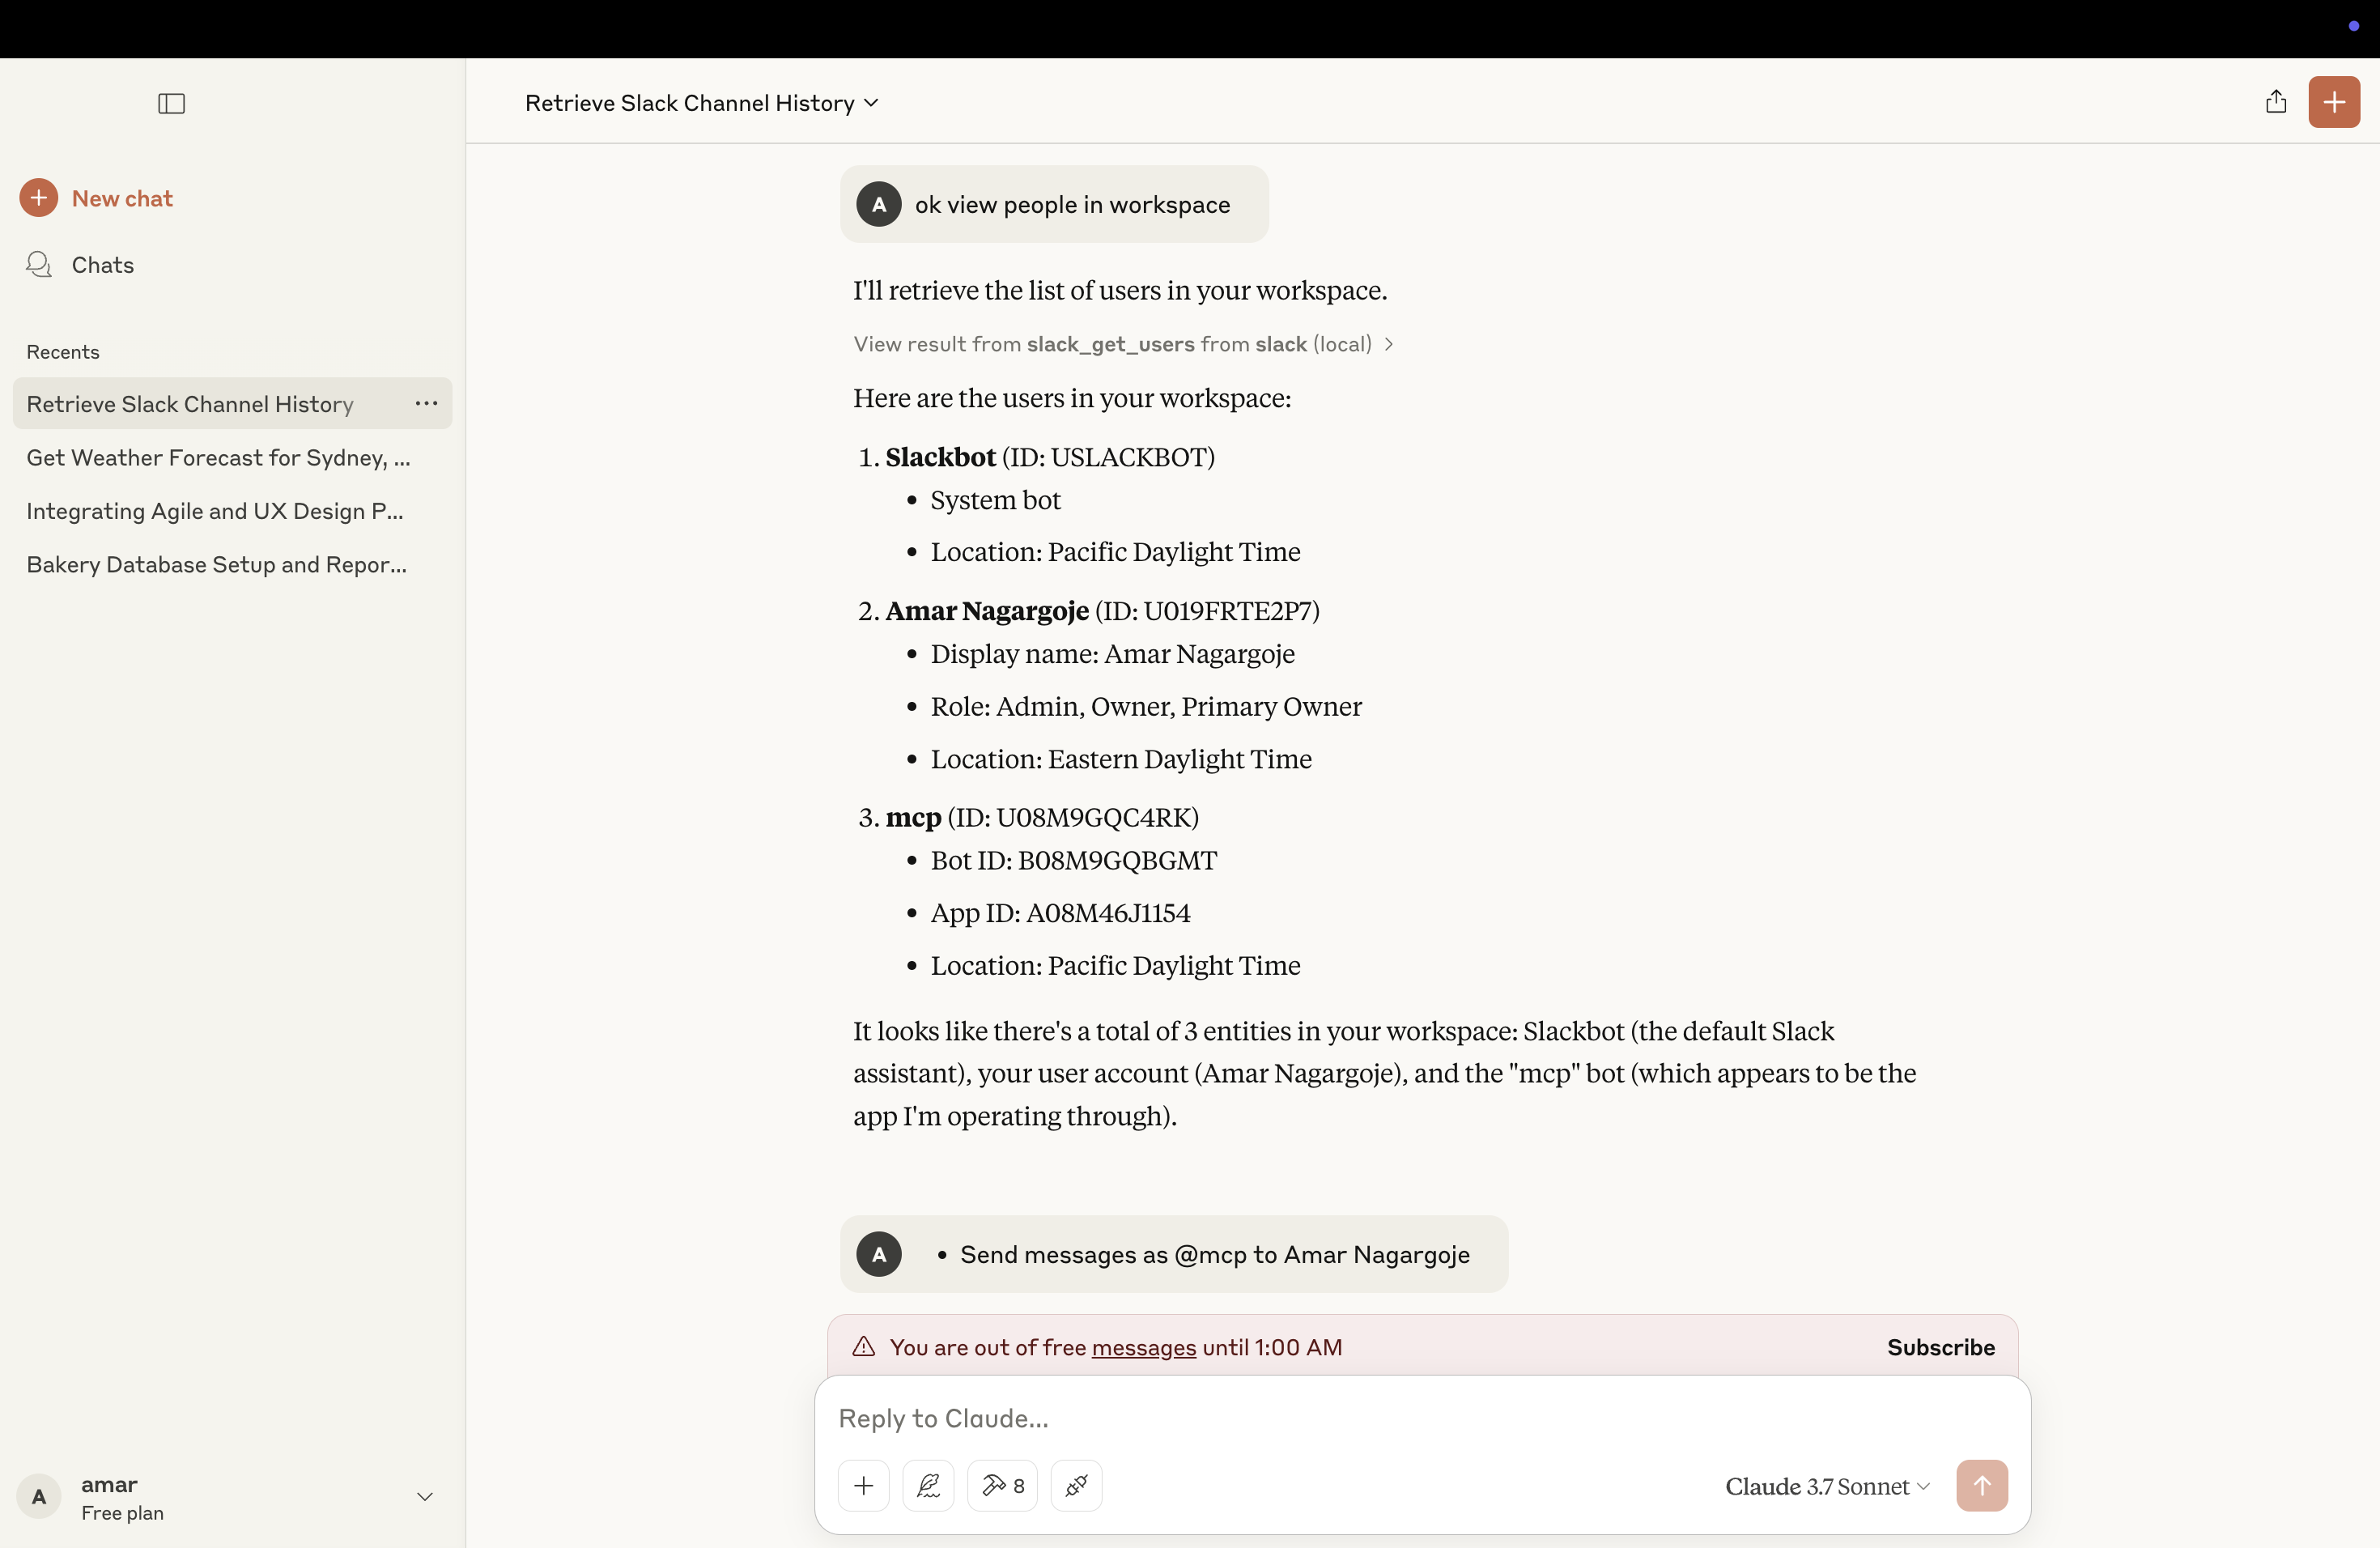 Retrieve Slack Channel History
New chat
Chats
Recents
Retrieve Slack Channel History
Get Weather Forecast for Sydney, ...
Integrating Agile and UX Design P...
Bakery Database Setup and Repor...
amar
Free plan
A
A ok view people in workspace
I'll retrieve the list of users in your workspace.
View result from slack_get_users from slack (local)
Here are the users in your workspace:
1. Slackbot (ID: USLACKBOT)
• System bot
• Location: Pacific Daylight Time
2. Amar Nagargoje (ID: U019FRTE2P7)
• Display name: Amar Nagargoje
• Role: Admin, Owner, Primary Owner
• Location: Eastern Daylight Time
3. mcp (ID: U08M9GQC4RK)
• Bot ID: B08M9GQBGMT
• App ID: A08M46J1154
• Location: Pacific Daylight Time
It looks like there's a total of 3 entities in your workspace: Slackbot (the default Slack
assistant), your user account (Amar Nagargoje), and the "mcp" bot (which appears to be the
app I'm operating through).
A • Send messages as @mcp to Amar Nagargoje
You are out of free messages until 1:00 AM Subscribe
Reply to Claude...
8
Claude 3.7 Sonnet